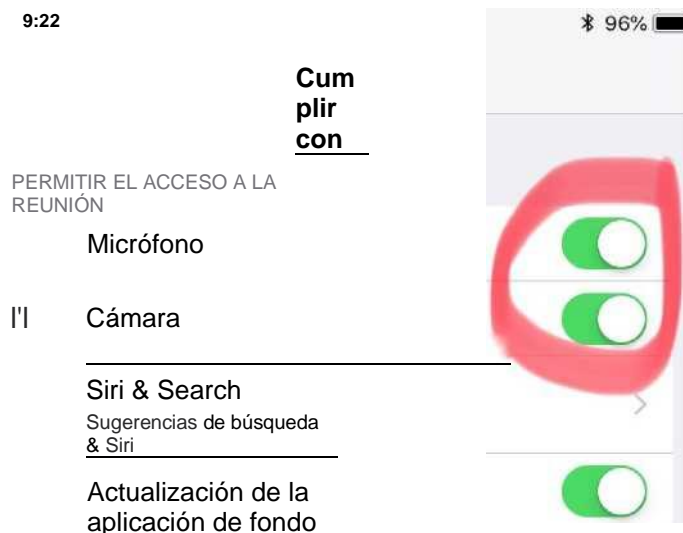 9:22
96%
Cum
plir
con
PERMITIR EL ACCESO A LA
REUNIÓN
Micrófono
I'I Cámara
Siri & Search
Sugerencias de búsqueda
& Siri
Actualización de la
aplicación de fondo